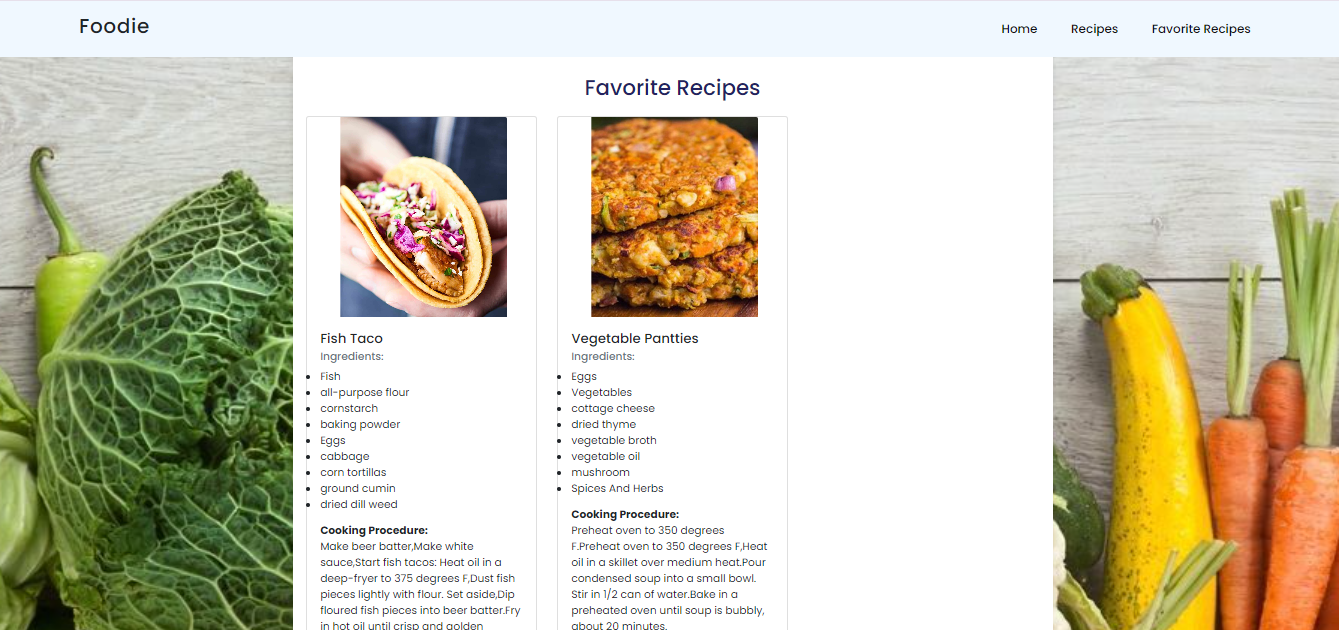 Foodie
Home
Recipes
Favorite Recipes
Favorite Recipes
Fish Taco
Ingredients:
Fish
all-purpose flour
cornstarch
baking powder
Eggs
cabbage
corn tortillas
ground cumin
dried dill weed
Cooking Procedure:
Make beer batter,Make white
sauce,Start fish tacos: Heat oil in a
deep-fryer to 375 degrees F,Dust fish
pieces lightly with flour. Set aside,Dip
floured fish pieces into beer batter.Fry
in hot oil until crisp and golden
Vegetable Pantties
Ingredients:
Eggs
Vegetables
cottage cheese
dried thyme
vegetable broth
vegetable oil
mushroom
Spices And Herbs
Cooking Procedure:
Preheat oven to 350 degrees
F.Preheat oven to 350 degrees F,Heat
oil in a skillet over medium heat.Pour
condensed soup into a small bowl.
Stir in 1/2 can of water.Bake in a
preheated oven until soup is bubbly,
about 20 minutes.